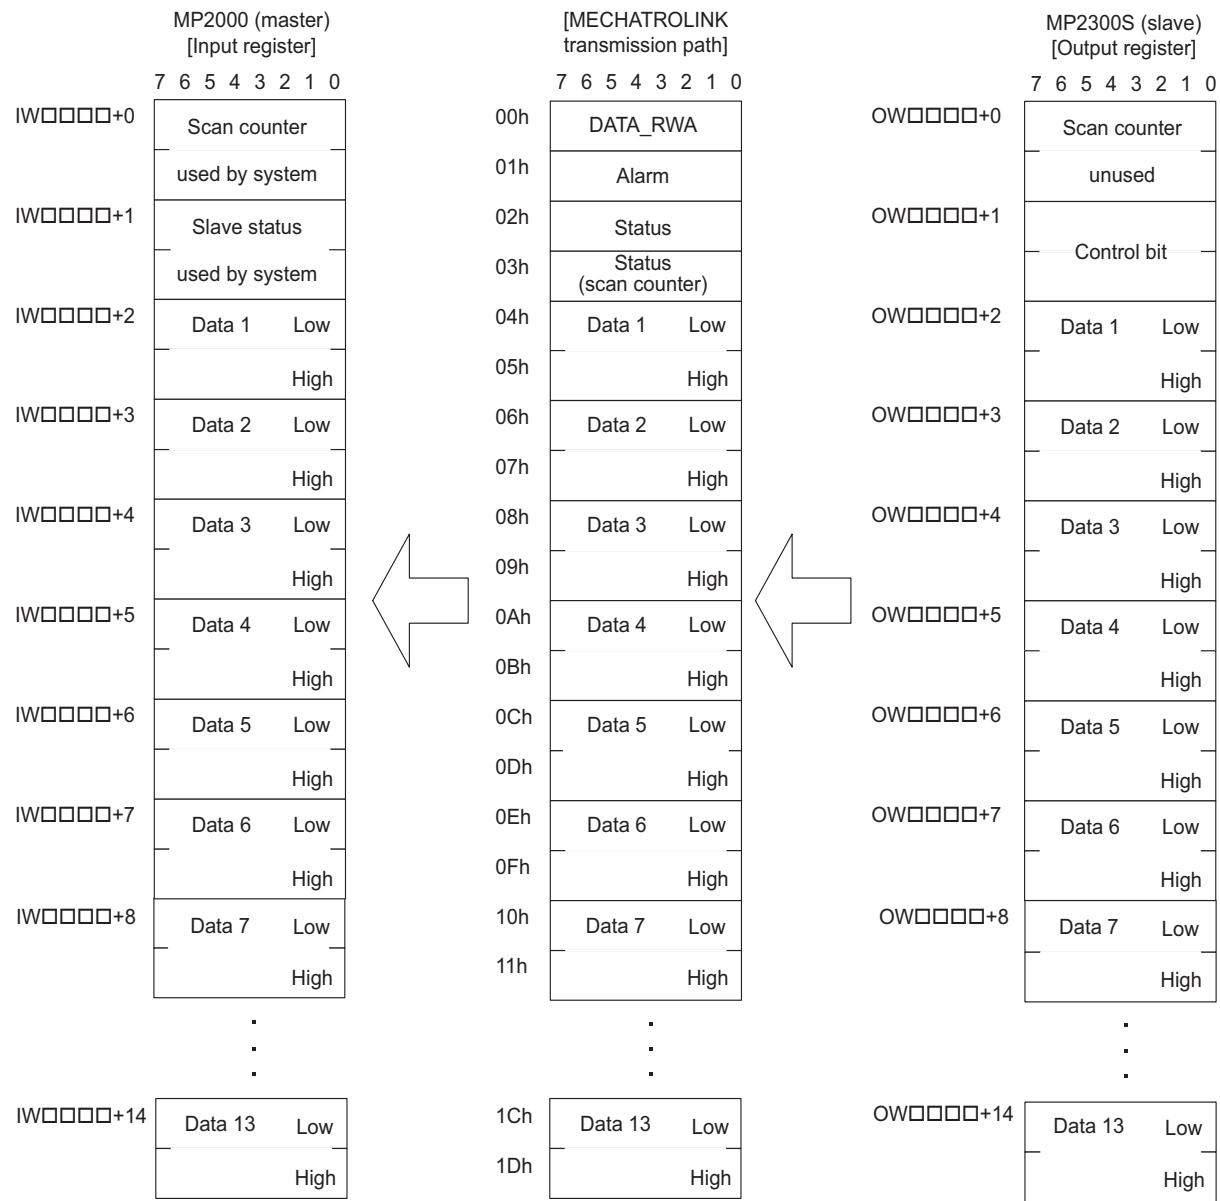 MP2000 (master)
[Input register]
7 6 5 4 3 2 1 0
IW□□□□+0
Scan counter
used by system
IW□□□□+1
Slave status
used by system
IW□□□□+2
Data 1 Low
High
IW□□□□+3
Data 2 Low
High
IW□□□□+4
Data 3 Low
High
IW□□□□+5
Data 4 Low
High
IW□□□□+6
Data 5 Low
High
IW□□□□+7
Data 6 Low
High
IW□□□□+8
Data 7 Low
High
IW□□□□+14
Data 13 Low
High
[MECHATROLINK
transmission path]
7 6 5 4 3 2 1 0
00h DATA_RWA
01h Alarm
02h Status
03h Status
(scan counter)
04h Data 1 Low
05h High
06h Data 2 Low
07h High
08h Data 3 Low
09h High
0Ah Data 4 Low
0Bh High
0Ch Data 5 Low
0Dh High
0Eh Data 6 Low
0Fh High
10h Data 7 Low
11h High
1Ch Data 13 Low
1Dh High
MP2300S (slave)
[Output register]
7 6 5 4 3 2 1 0
OW□□□□+0
Scan counter
unused
OW□□□□+1
Control bit
OW□□□□+2
Data 1 Low
High
OW□□□□+3
Data 2 Low
High
OW□□□□+4
Data 3 Low
High
OW□□□□+5
Data 4 Low
High
OW□□□□+6
Data 5 Low
High
OW□□□□+7
Data 6 Low
High
OW□□□□+8
Data 7 Low
High
OW□□□□+14
Data 13 Low
High